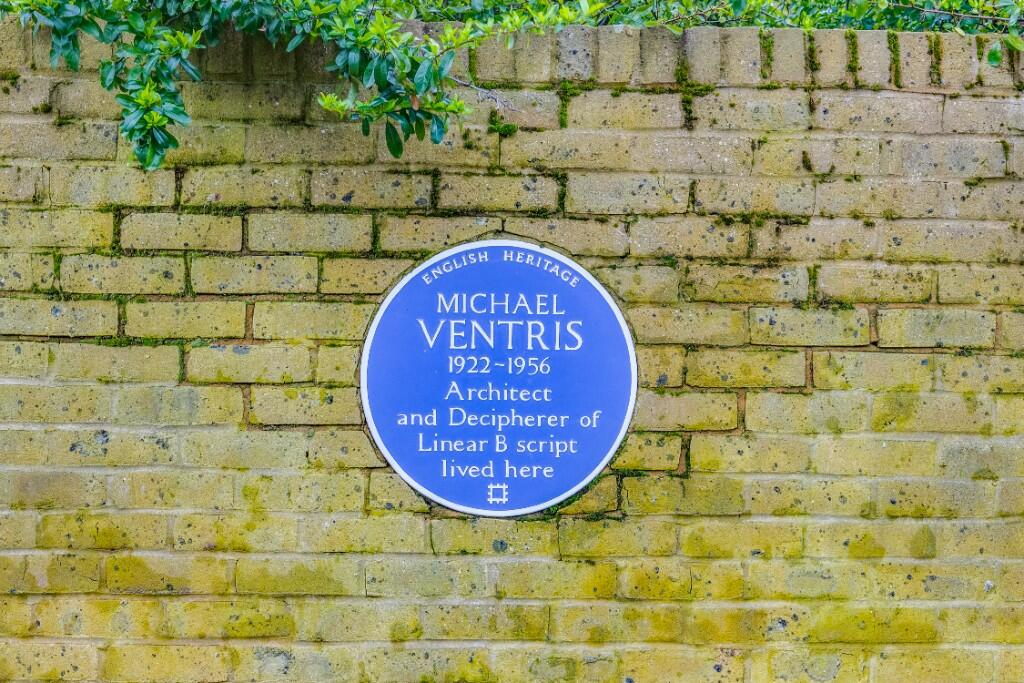 ENGLISH HERITAGE
MICHAEL
VENTRIS
1922-1956
Architect
and Decipherer of
Linear B script
lived here